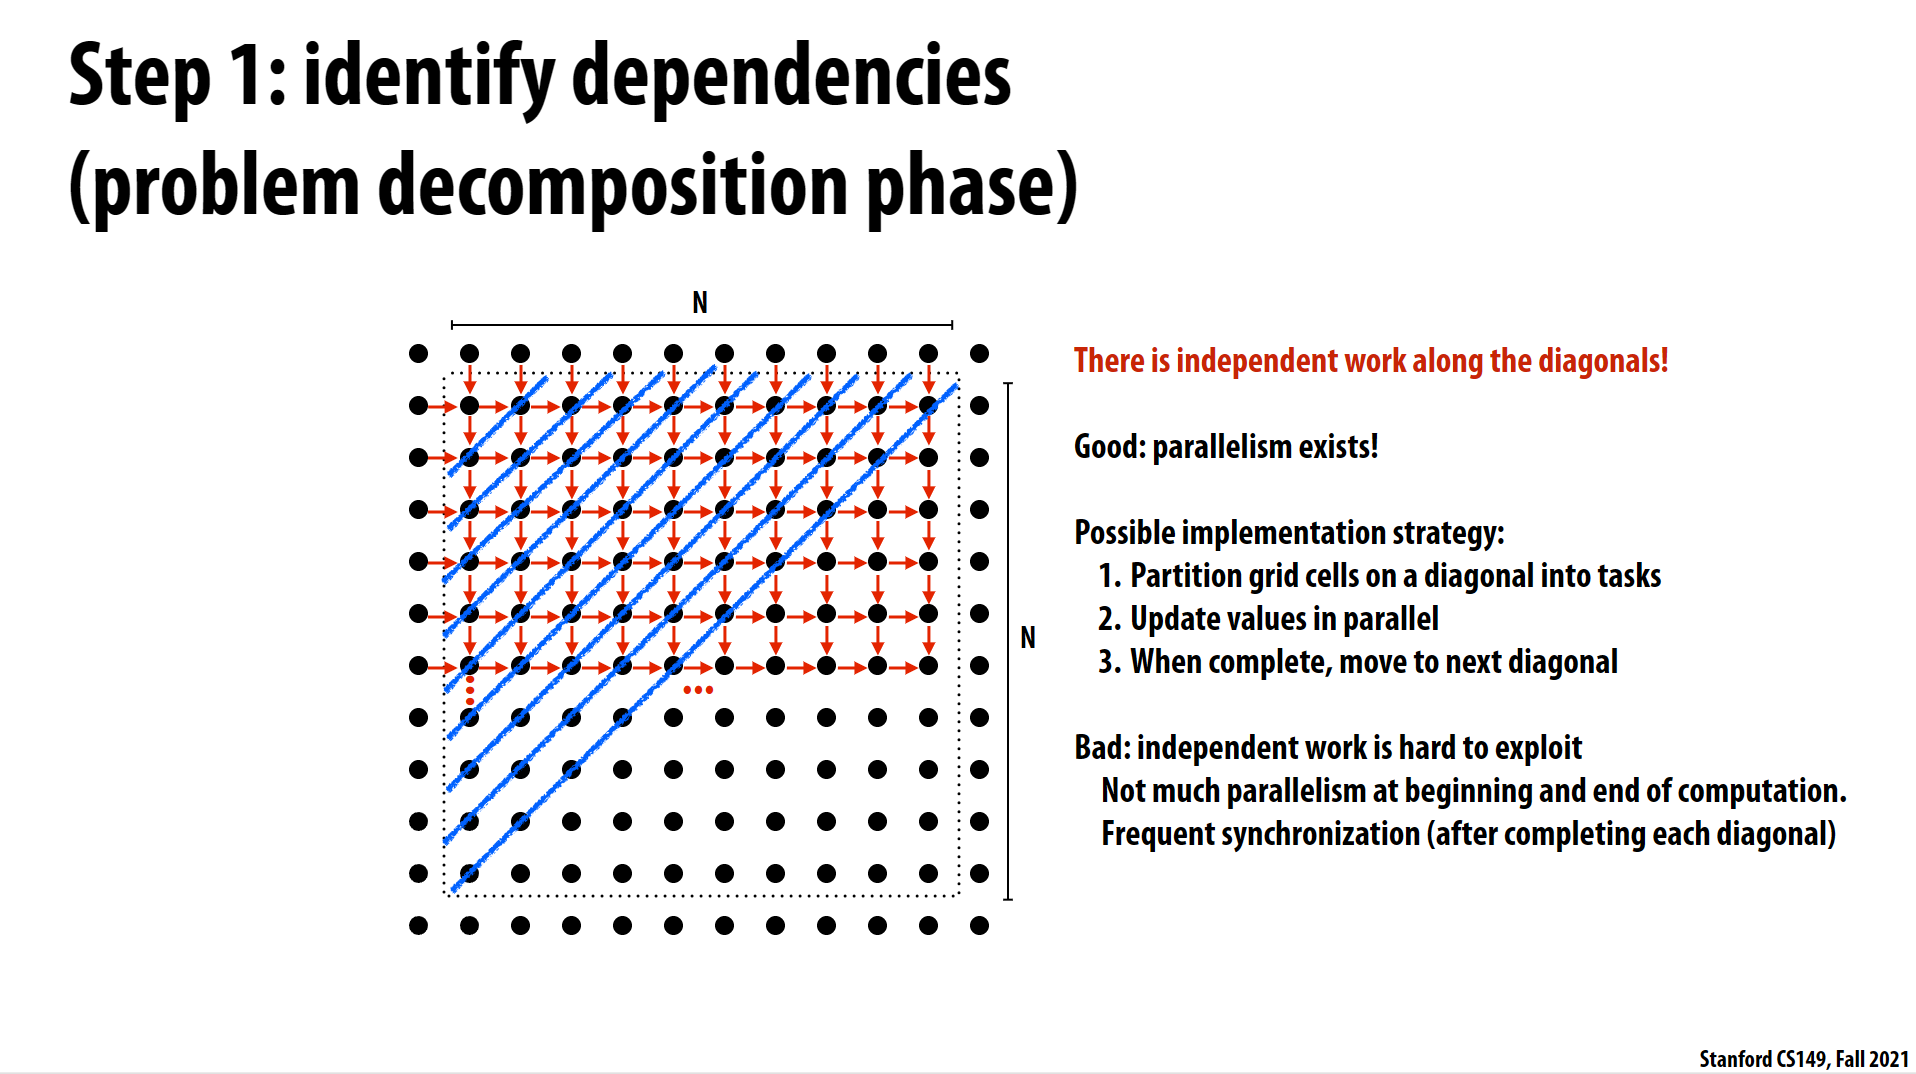 Step 1: identify dependencies
(problem decomposition phase)
N
There is independent work along the diagonals!
Good: parallelism exists!
N
Possible implementation strategy:
1. Partition grid cells on a diagonal into tasks
2. Update values in parallel
3. When complete, move to next diagonal
Bad: independent work is hard to exploit
Not much parallelism at beginning and end of computation.
Frequent synchronization (after completing each diagonal)
Stanford CS149, Fall 2021